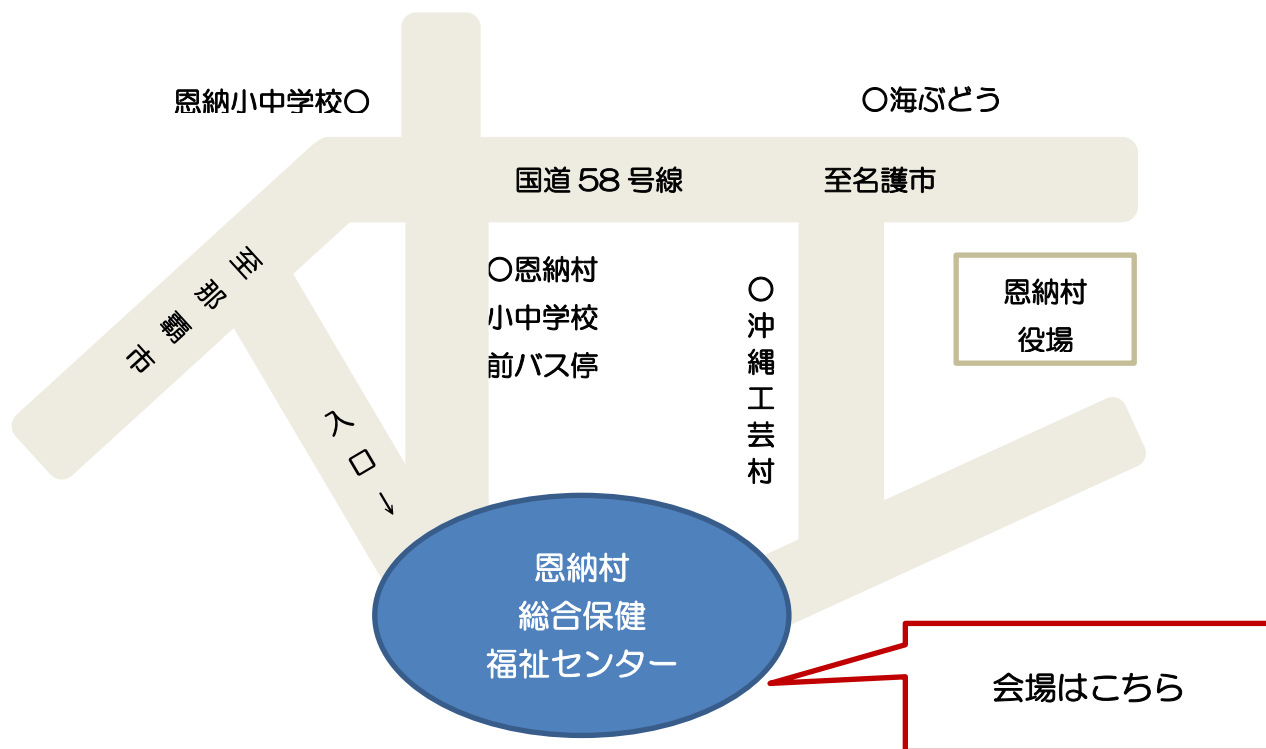 恩納小中学校〇
〇海ぶどう
国道 58 号線
至名護市
至那覇市
〇恩納村
小中学校
前バス停
〇沖縄工芸村
恩納村
役場
入口→
恩納村
総合保健
福祉センター
会場はこちら